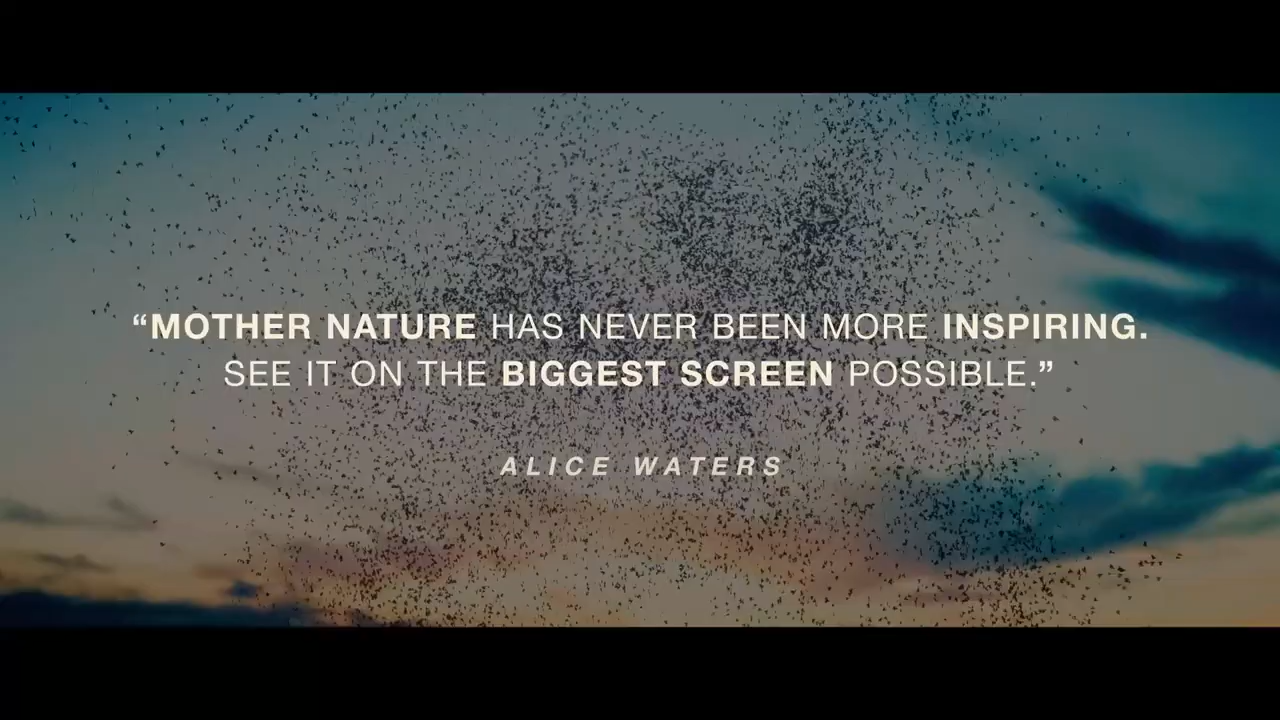 “MOTHER NATURE HAS NEVER BEEN MORE INSPIRING.
SEE IT ON THE BIGGEST SCREEN POSSIBLE.”
ALICE WATERS